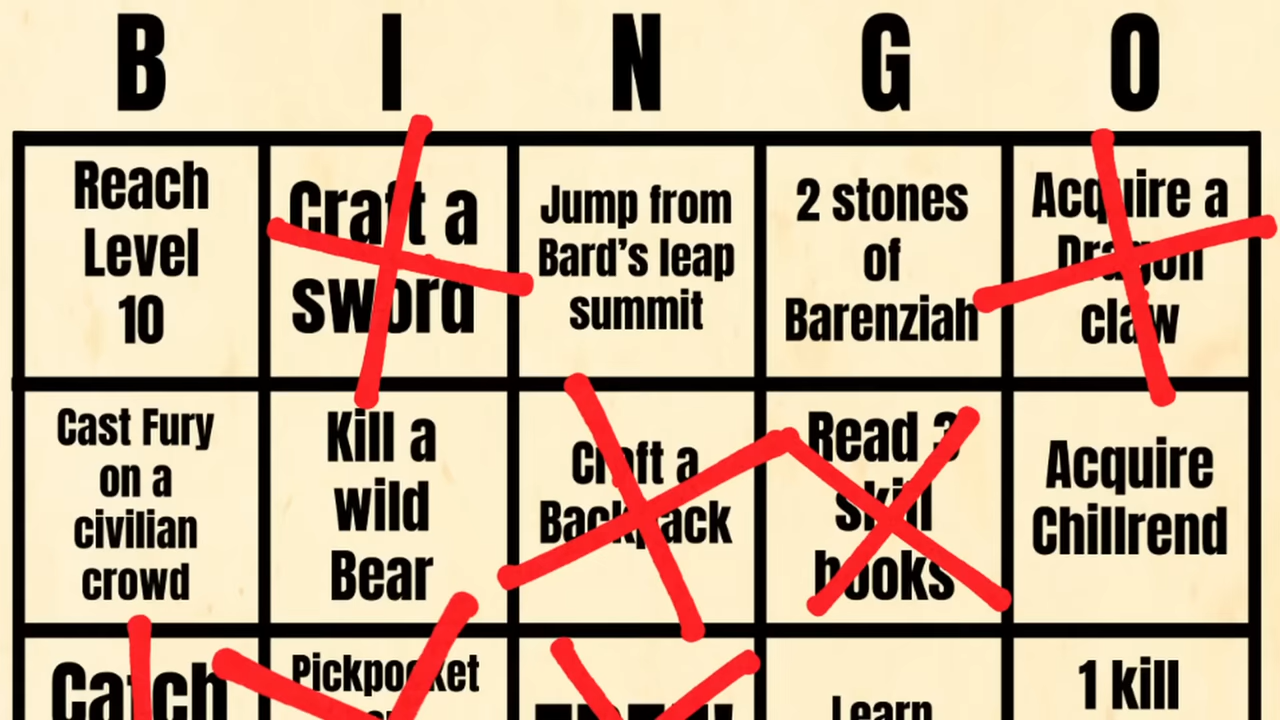 B I N G O
Reach
Level
10
Craft a
sword
Jump from
Bard's leap
summit
2 stones
of
Barenziah
Acquire a
Dragon
claw
Cast Fury
on a
civilian
crowd
Kill a
wild
Bear
Craft a
Backpack
Read 3
skill
books
Acquire
Chillrend
Catch
Pickpocket
Learn
1 kill